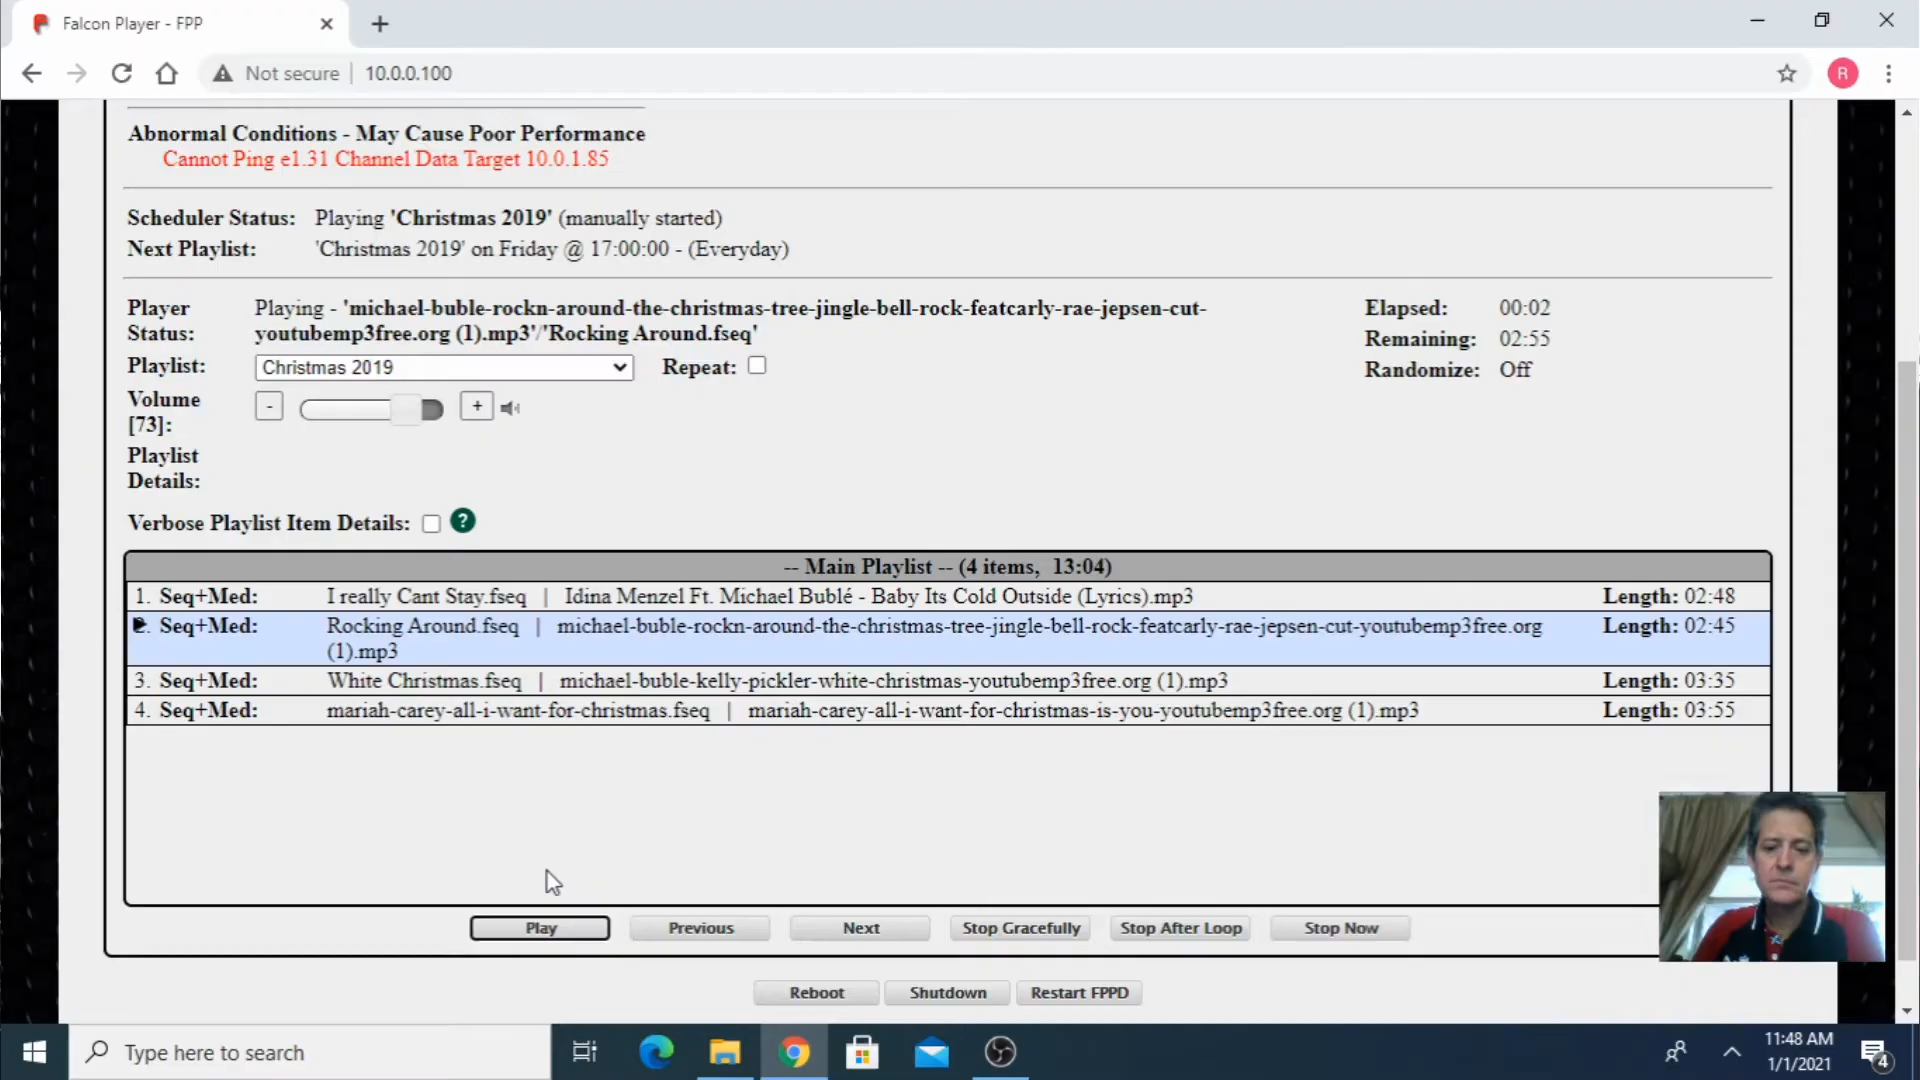 Falcon Player - FPP
Not secure | 10.0.0.100
R
Abnormal Conditions - May Cause Poor Performance
Cannot Ping e1.31 Channel Data Target 10.0.1.85
Scheduler Status: Playing 'Christmas 2019' (manually started)
Next Playlist: 'Christmas 2019' on Friday @ 17:00:00 - (Everyday)
Player Status: Playing - 'michael-buble-rockn-around-the-christmas-tree-jingle-bell-rock-featcarly-rae-jepsen-cut-
youtubemp3free.org (1).mp3'/'Rocking Around.fseq'
Elapsed: 00:02
Remaining: 02:55
Randomize: Off
Playlist: Christmas 2019 Repeat:
Volume [73]: - +
Playlist Details:
Verbose Playlist Item Details: ?
-- Main Playlist -- (4 items, 13:04)
1. Seq+Med: I really Cant Stay.fseq | Idina Menzel Ft. Michael Bublé - Baby Its Cold Outside (Lyrics).mp3 Length: 02:48
2. Seq+Med: Rocking Around.fseq | michael-buble-rockn-around-the-christmas-tree-jingle-bell-rock-featcarly-rae-jepsen-cut-youtubemp3free.org Length: 02:45
(1).mp3
3. Seq+Med: White Christmas.fseq | michael-buble-kelly-pickler-white-christmas-youtubemp3free.org (1).mp3 Length: 03:35
4. Seq+Med: mariah-carey-all-i-want-for-christmas.fseq | mariah-carey-all-i-want-for-christmas-is-you-youtubemp3free.org (1).mp3 Length: 03:55
Play Previous Next Stop Gracefully Stop After Loop Stop Now
Reboot Shutdown Restart FPPD
Type here to search
11:48 AM
1/1/2021
4